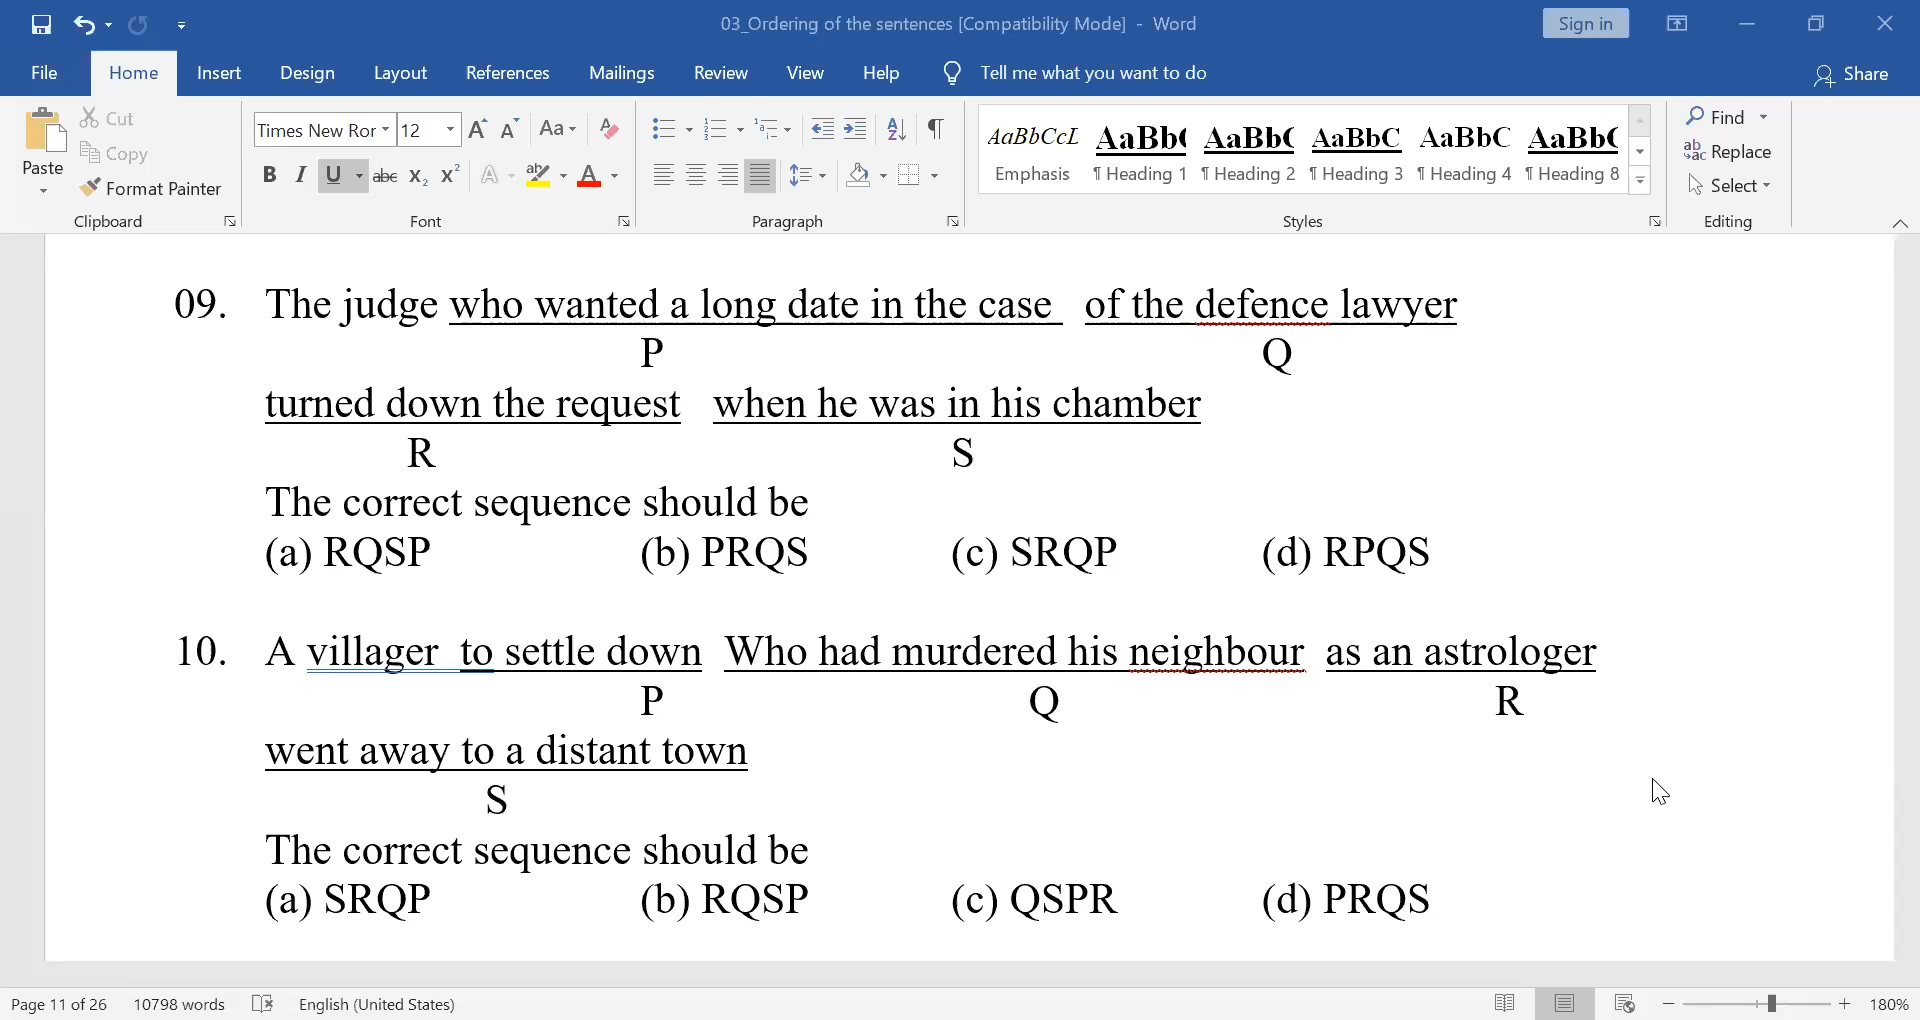 03_Ordering of the sentences [Compatibility Mode] - Word
Sign in
File Home Insert Design Layout References Mailings Review View Help Tell me what you want to do Share
Paste
Cut
Copy
Format Painter
Clipboard
Times New Ror 12
Aa
B I U abc X₂ X² A ab A
Font
Paragraph
AaBbCcL AaBb( AaBb( AaBbC AaBbC AaBb(
Emphasis ¶ Heading 1 ¶ Heading 2 ¶ Heading 3 ¶ Heading 4 ¶ Heading 8
Styles
Find
Replace
Select
Editing
09. The judge who wanted a long date in the case of the defence lawyer
P Q
turned down the request when he was in his chamber
R S
The correct sequence should be
(a) RQSP (b) PRQS (c) SRQP (d) RPQS
10. A villager to settle down Who had murdered his neighbour as an astrologer
P Q R
went away to a distant town
S
The correct sequence should be
(a) SRQP (b) RQSP (c) QSPR (d) PRQS
Page 11 of 26 10798 words English (United States) 180%